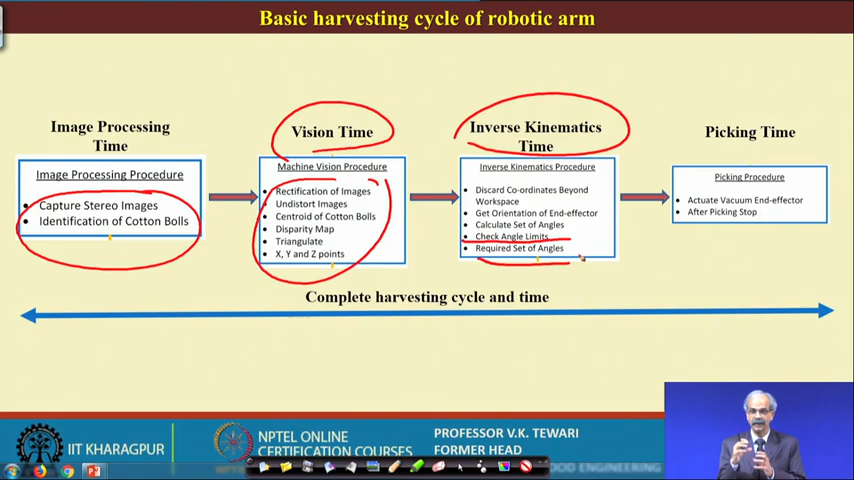 Basic harvesting cycle of robotic arm
Image Processing
Time
Image Processing Procedure
Capture Stereo Images
Identification of Cotton Bolls
Vision Time
Machine Vision Procedure
Rectification of Images
Undistort Images
Centroid of Cotton Bolls
Disparity Map
Triangulate
X, Y and Z points
Inverse Kinematics
Time
Inverse Kinematics Procedure
Discard Co-ordinates Beyond
Workspace
Get Orientation of End-effector
Calculate Set of Angles
Check Angle Limits
Required Set of Angles
Picking Time
Picking Procedure
Actuate Vacuum End-effector
After Picking Stop
Complete harvesting cycle and time
IIT KHARAGPUR
NPTEL ONLINE
CERTIFICATION COURSES
PROFESSOR V.K. TEWARI
FORMER HEAD
OOD ENGINEERING